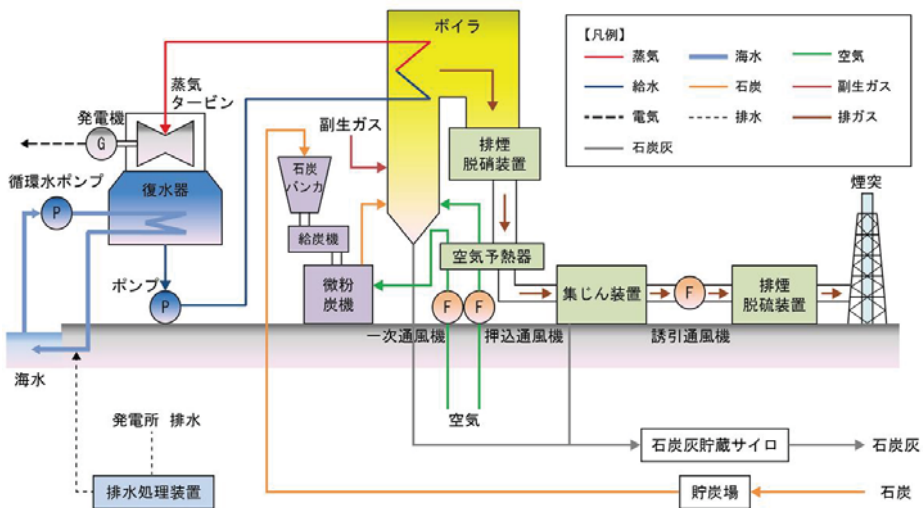 ボイラ
【凡例】
蒸気
海水
空気
給水
石炭
副生ガス
電気
排水
排ガス
石炭灰
蒸気
タービン
発電機
G
副生ガス
排煙
脱硝装置
石炭
バンカ
循環水ポンプ
P
復水器
給炭機
空気予熱器
煙突
ポンプ
P
微粉
炭機
F
F
集じん装置
F
排煙
脱硫装置
一次通風機
押込通風機
誘引通風機
海水
空気
発電所 排水
石炭灰貯蔵サイロ
石炭灰
排水処理装置
貯炭場
石炭